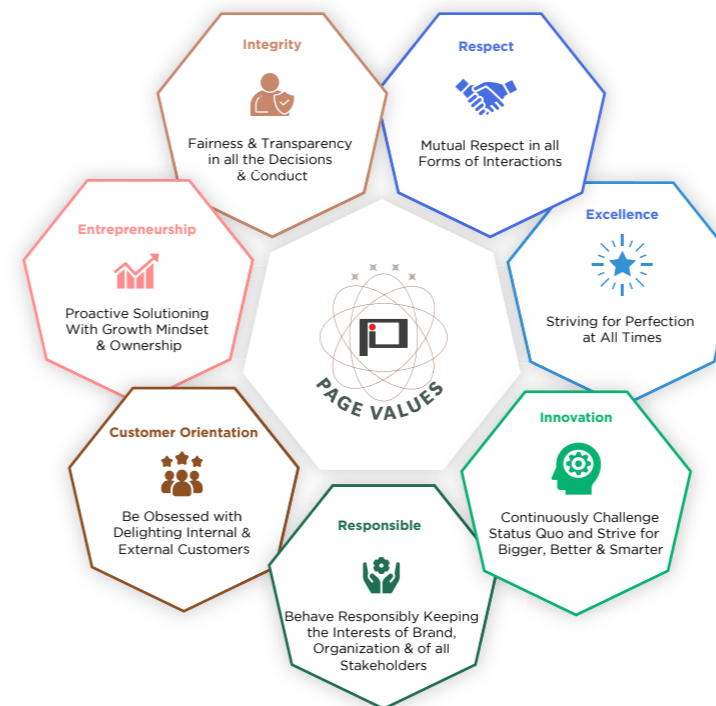 Integrity
Fairness & Transparency
in all the Decisions
& Conduct
Respect
Mutual Respect in all
Forms of Interactions
Excellence
Striving for Perfection
at All Times
Innovation
Continuously Challenge
Status Quo and Strive for
Bigger, Better & Smarter
Responsible
Behave Responsibly Keeping
the Interests of Brand,
Organization & of all
Stakeholders
Customer Orientation
Be Obsessed with
Delighting Internal &
External Customers
Entrepreneurship
Proactive Solutioning
With Growth Mindset
& Ownership
PAGE VALUES